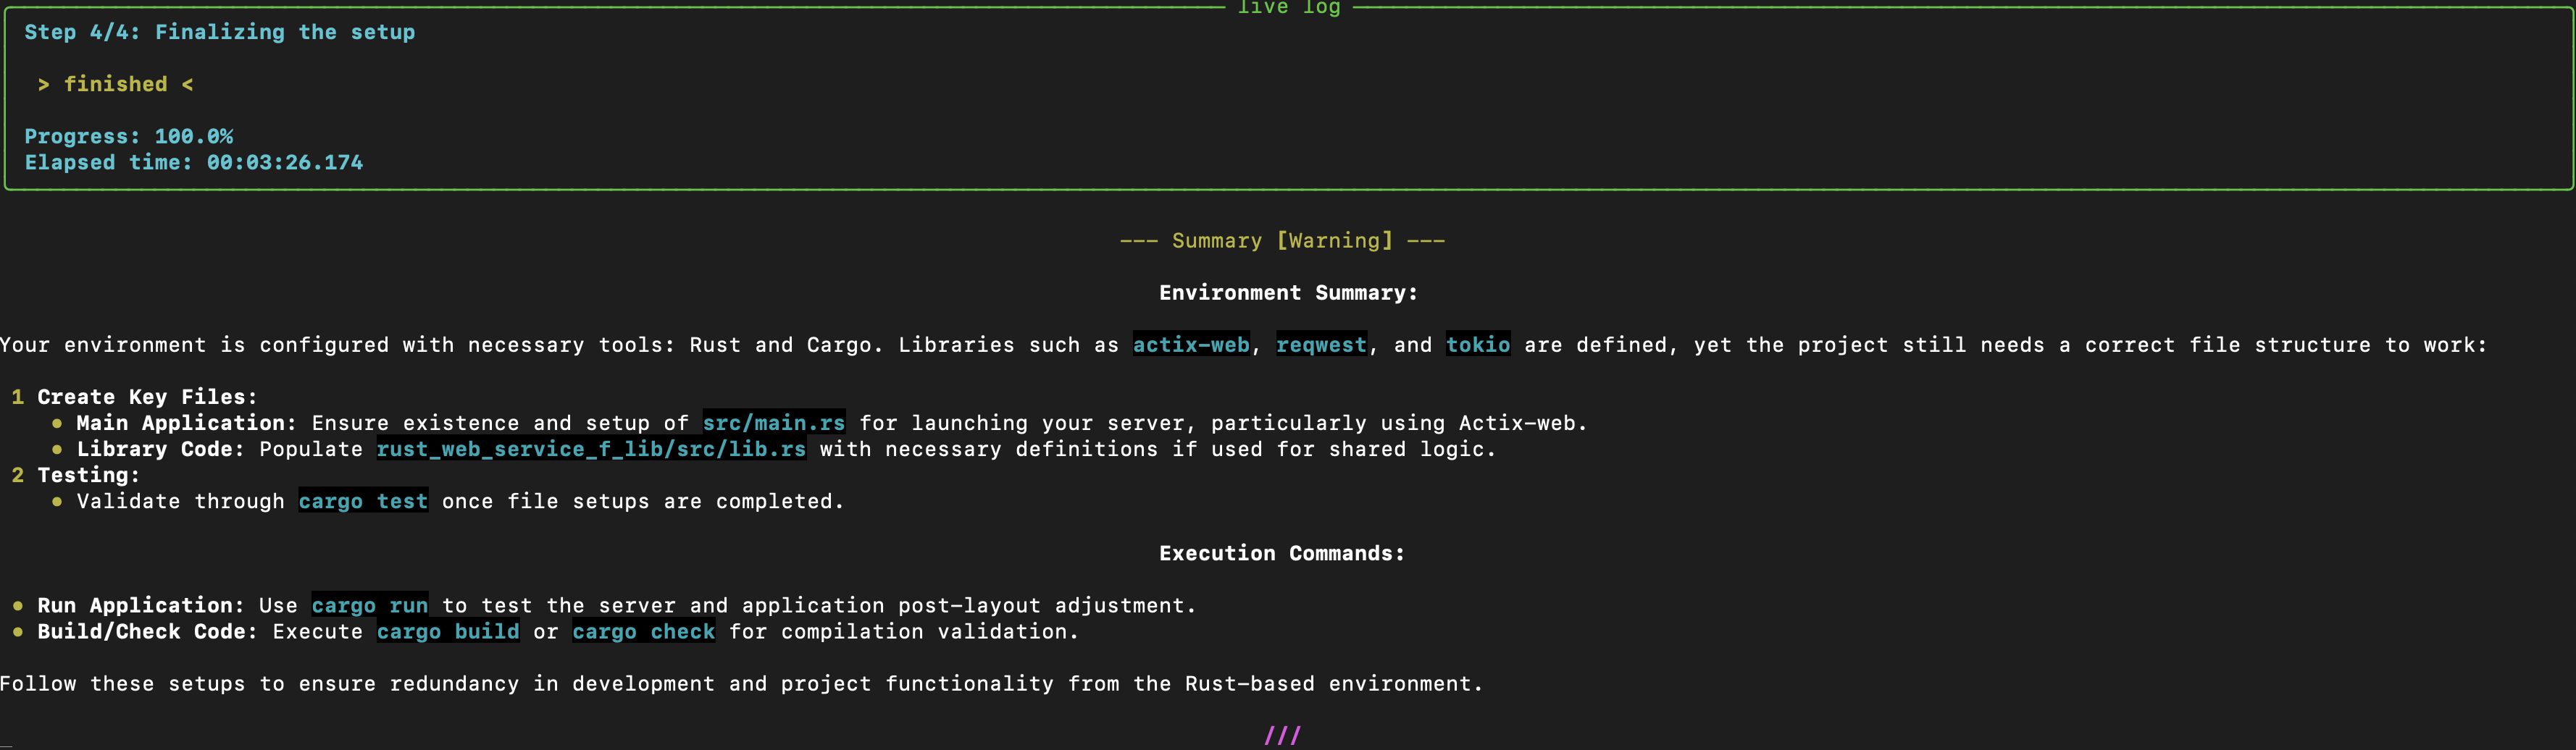 live log
Step 4/4: Finalizing the setup
> finished <
Progress: 100.0%
Elapsed time: 00:03:26.174
--- Summary [Warning] ---
Environment Summary:
Your environment is configured with necessary tools: Rust and Cargo. Libraries such as actix-web, reqwest, and tokio are defined, yet the project still needs a correct file structure to work:
1 Create Key Files:
• Main Application: Ensure existence and setup of src/main.rs for launching your server, particularly using Actix-web.
• Library Code: Populate rust_web_service_f_lib/src/lib.rs with necessary definitions if used for shared logic.
2 Testing:
• Validate through cargo test once file setups are completed.
Execution Commands:
• Run Application: Use cargo run to test the server and application post-layout adjustment.
• Build/Check Code: Execute cargo build or cargo check for compilation validation.
Follow these setups to ensure redundancy in development and project functionality from the Rust-based environment.
///
_